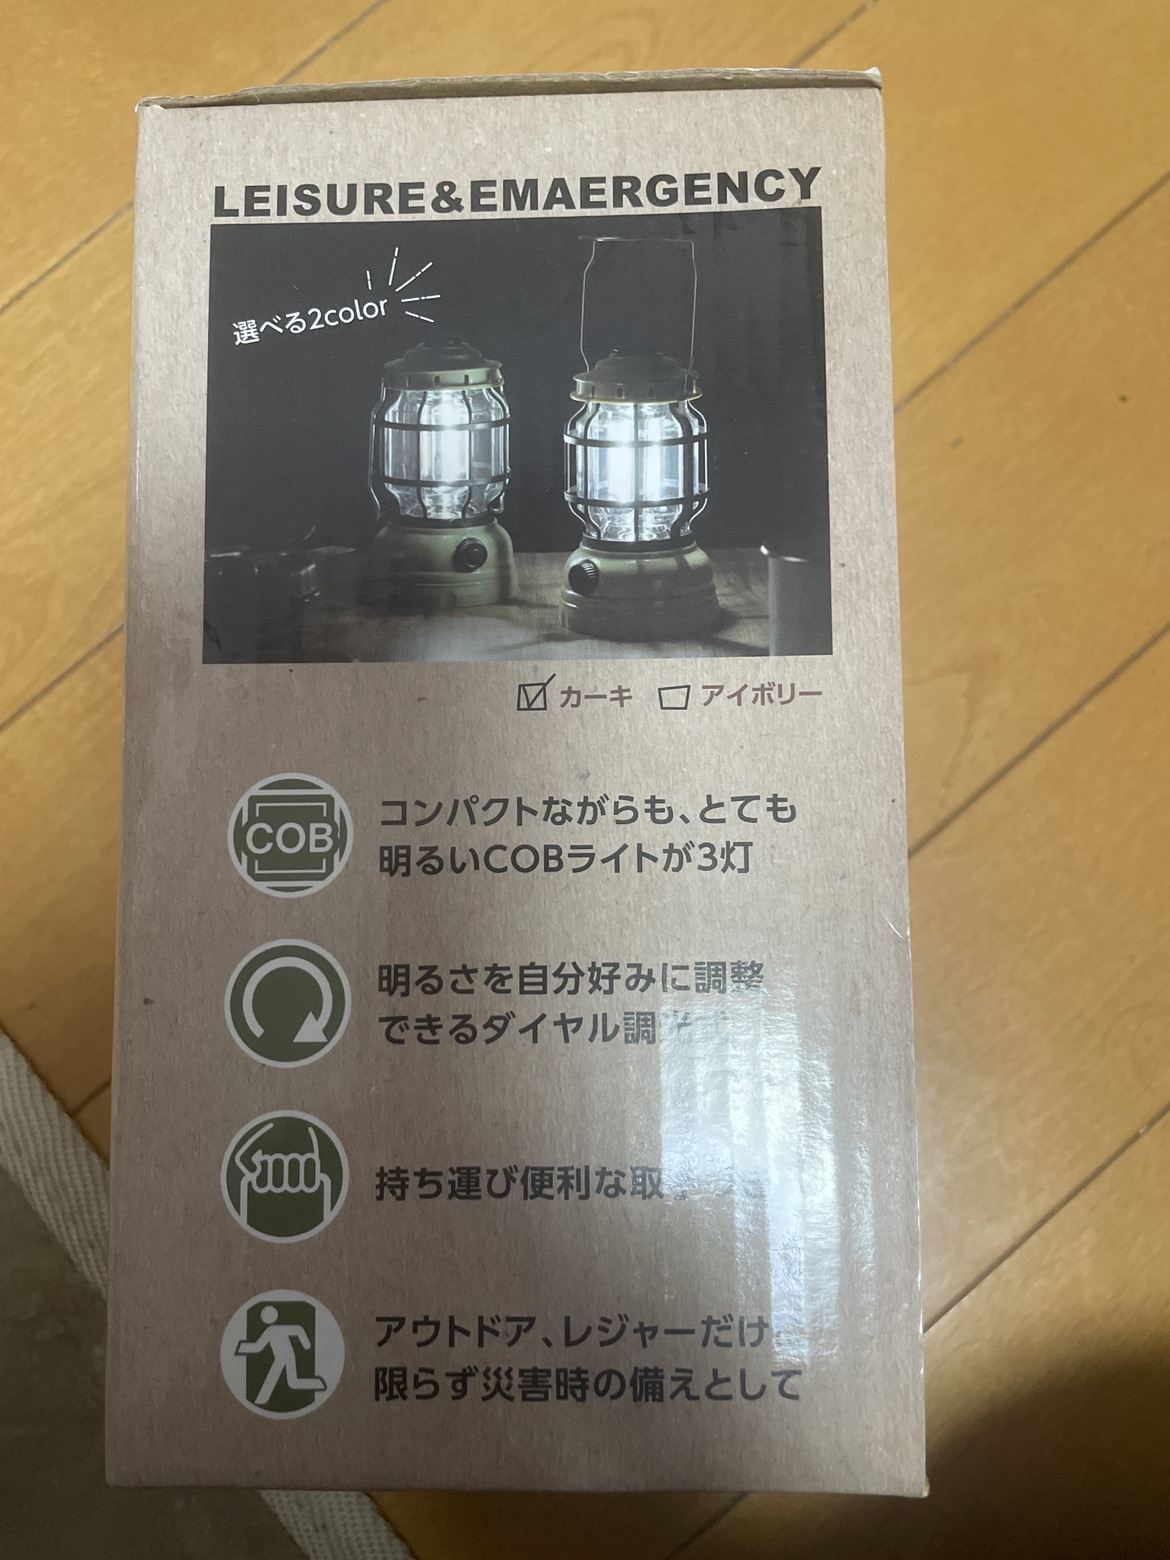 LEISURE&EMAERGENCY
選べる2color
カーキ アイボリー
COB
コンパクトながらも、とても
明るいCOBライトが3灯
明るさを自分好みに調整
できるダイヤル調光
持ち運び便利な取
アウトドア、レジャーだけ
限らず災害時の備えとして